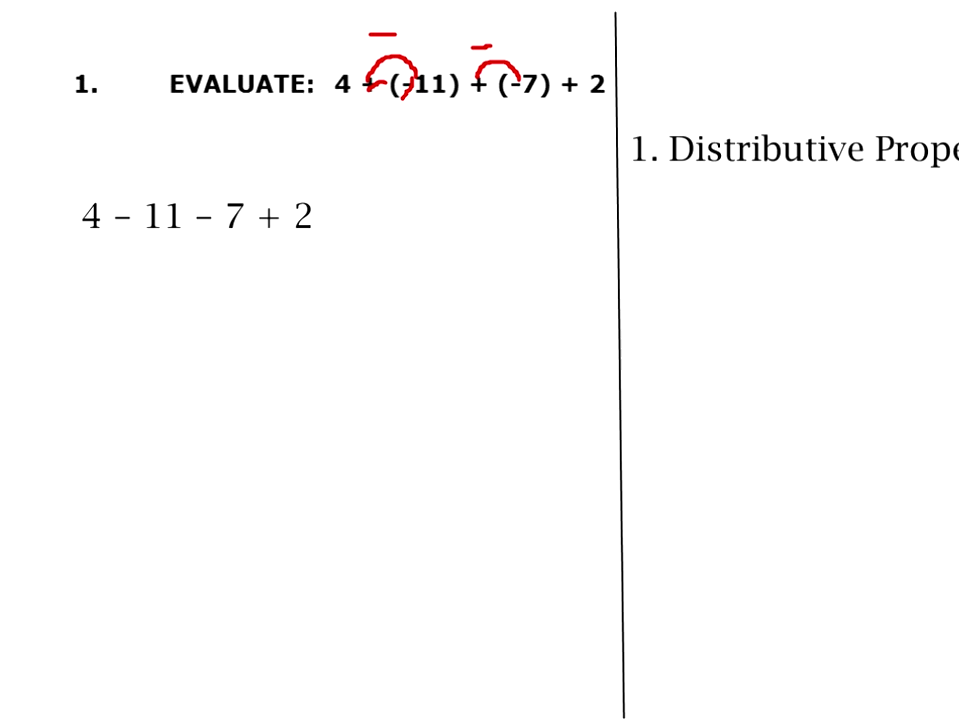 1. EVALUATE: 4 + (-11) + (-7) + 2
1. Distributive Prope
4 – 11 – 7 + 2